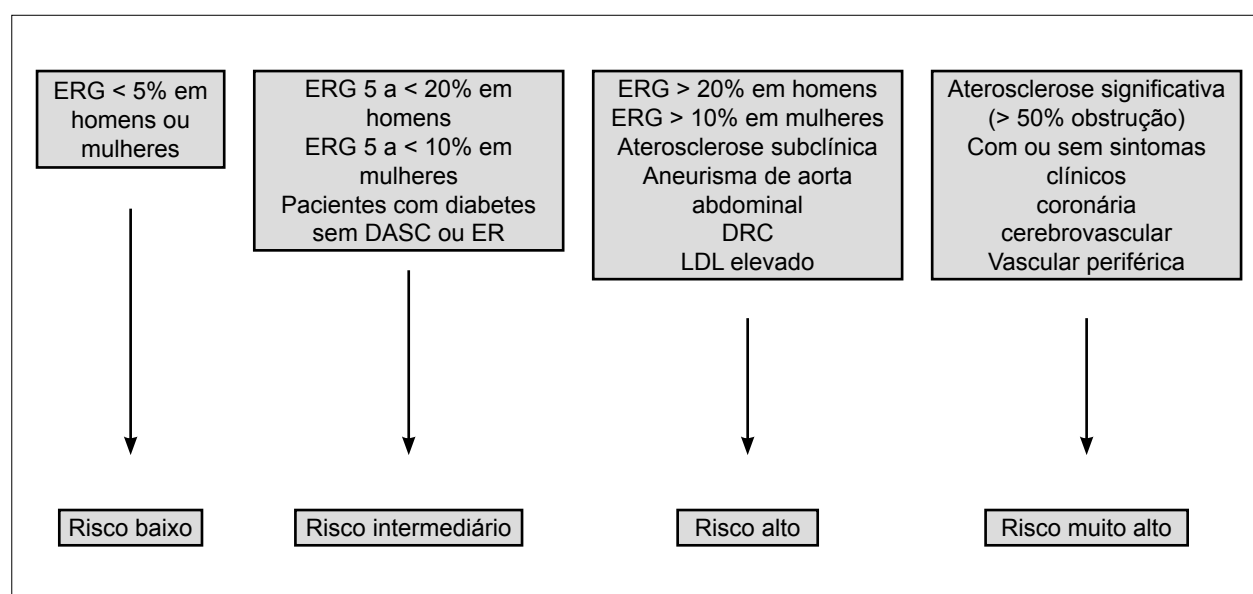 ERG < 5% em
homens ou
mulheres
ERG 5 a < 20% em
homens
ERG 5 a < 10% em
mulheres
Pacientes com diabetes
sem DASC ou ER
ERG > 20% em homens
ERG > 10% em mulheres
Aterosclerose subclínica
Aneurisma de aorta
abdominal
DRC
LDL elevado
Aterosclerose significativa
(> 50% obstrução)
Com ou sem sintomas
clínicos
coronária
cerebrovascular
Vascular periférica
Risco baixo
Risco intermediário
Risco alto
Risco muito alto